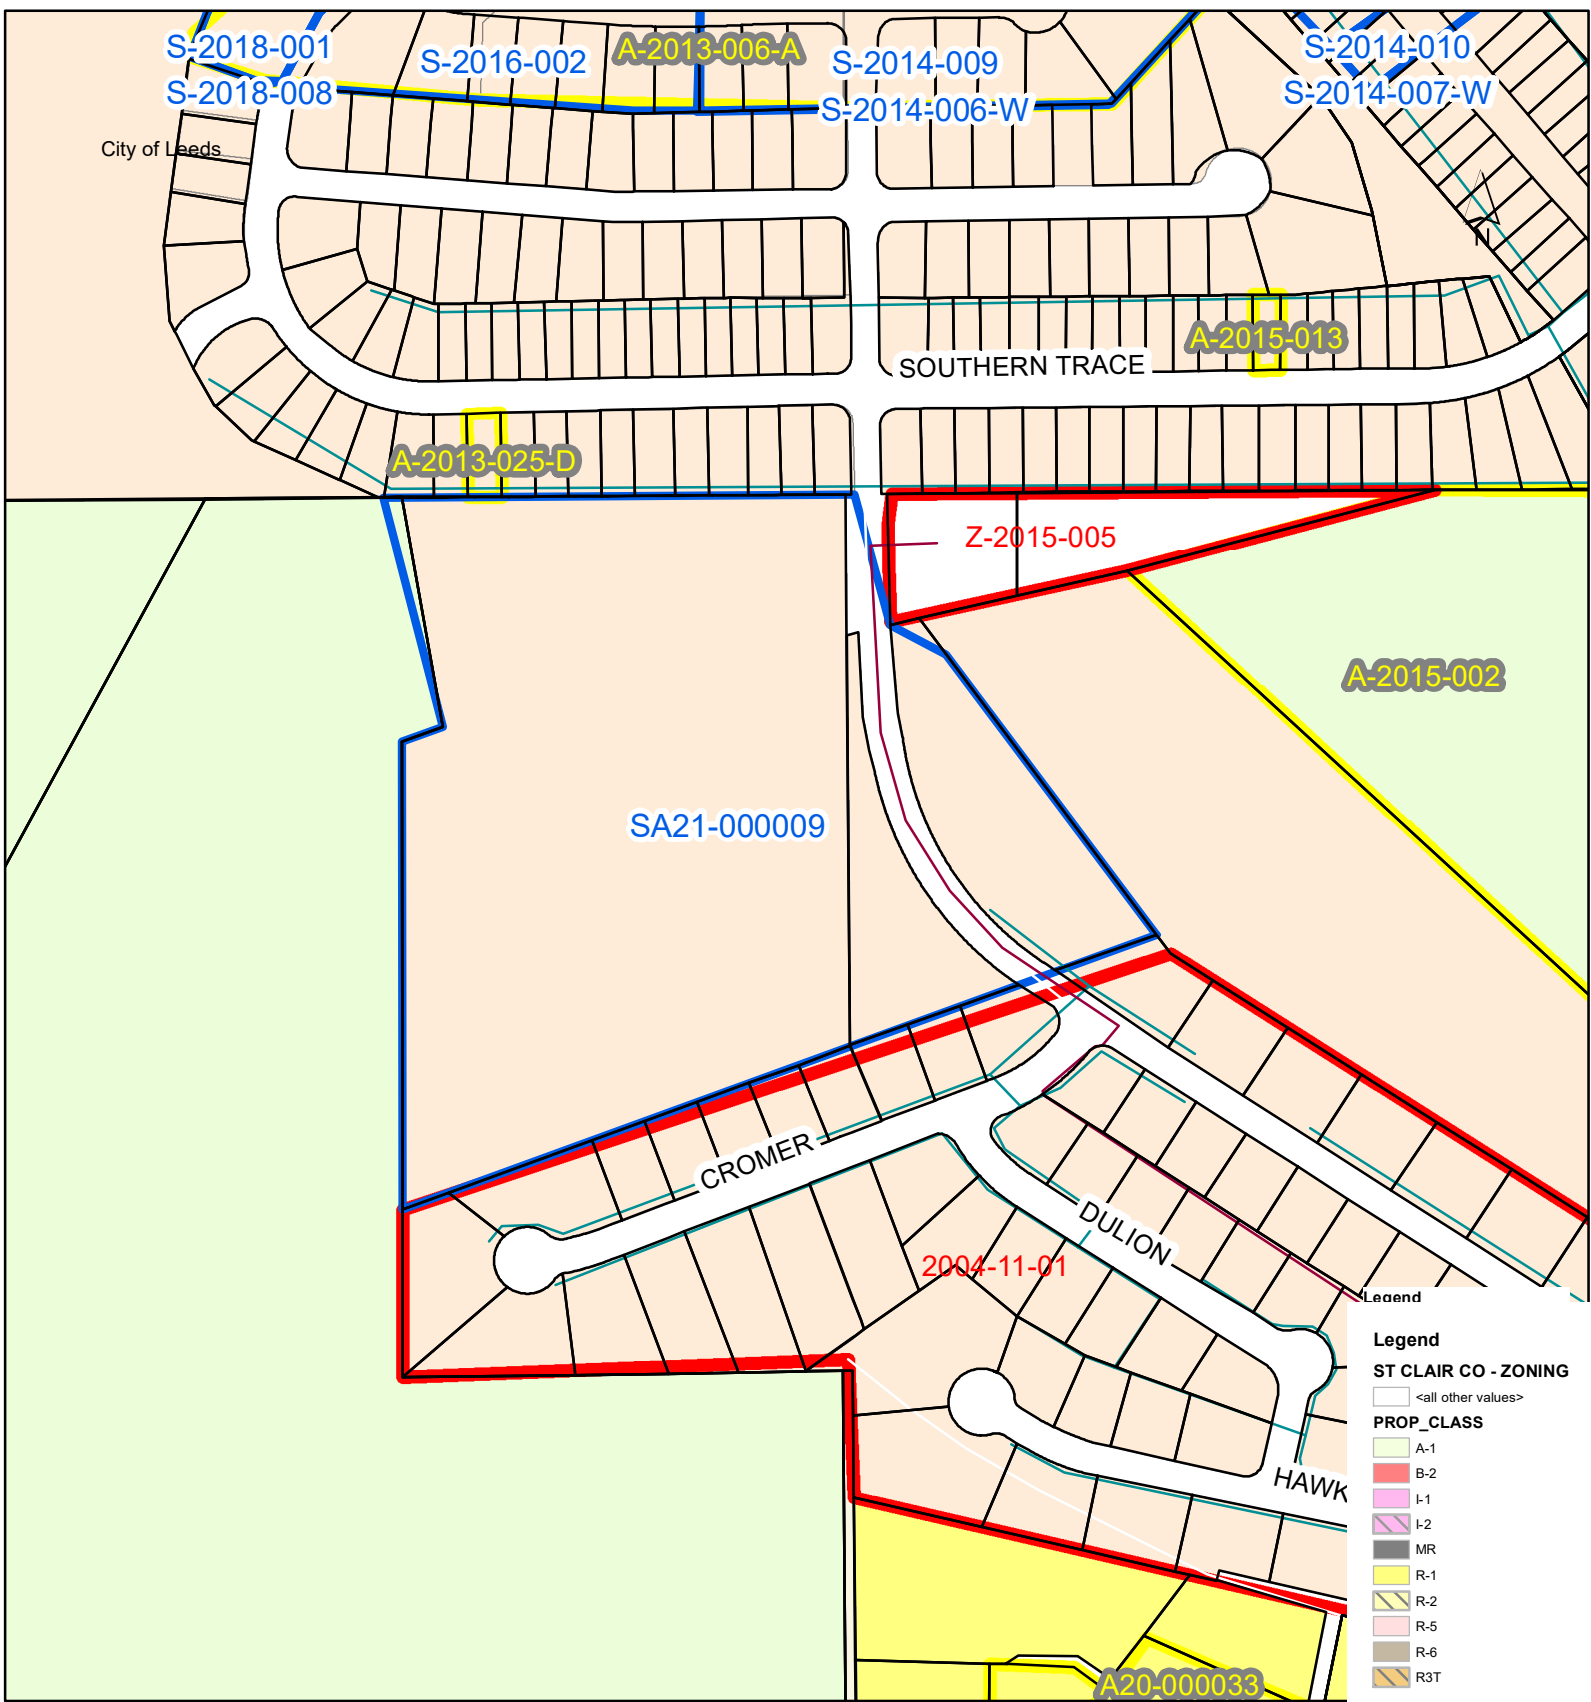 S-2018-001
S-2016-002
A-2013-006-A
S-2014-009
S-2014-010
S-2018-008
S-2014-006-W
S-2014-007-W
City of Leeds
N
A-2015-013
SOUTHERN TRACE
A-2013-025-D
Z-2015-005
A-2015-002
SA21-000009
CROMER
DULION
2004-11-01
HAWK
A20-000033
Legend
Legend
ST CLAIR CO - ZONING
<all other values>
PROP_CLASS
A-1
B-2
I-1
I-2
MR
R-1
R-2
R-5
R-6
R3T